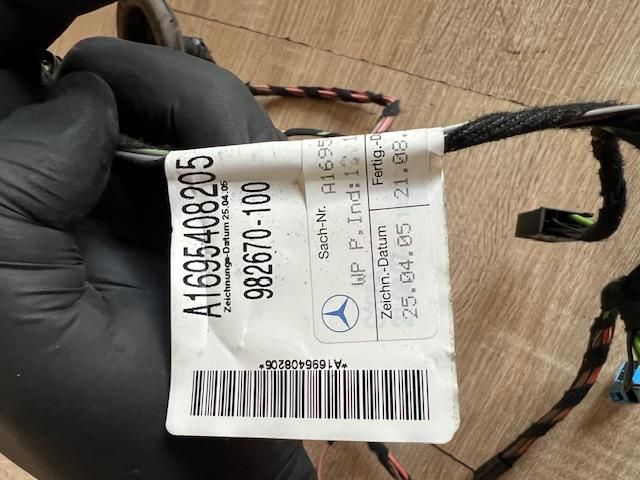 A1695408205
Zeichnungs-Datum 25.04.05
982670-100
Sach-Nr. A1695
WP P.Ind:
Zeichn.-Datum Fertig.-D
25.04.05 21.08.
*A1695408205*